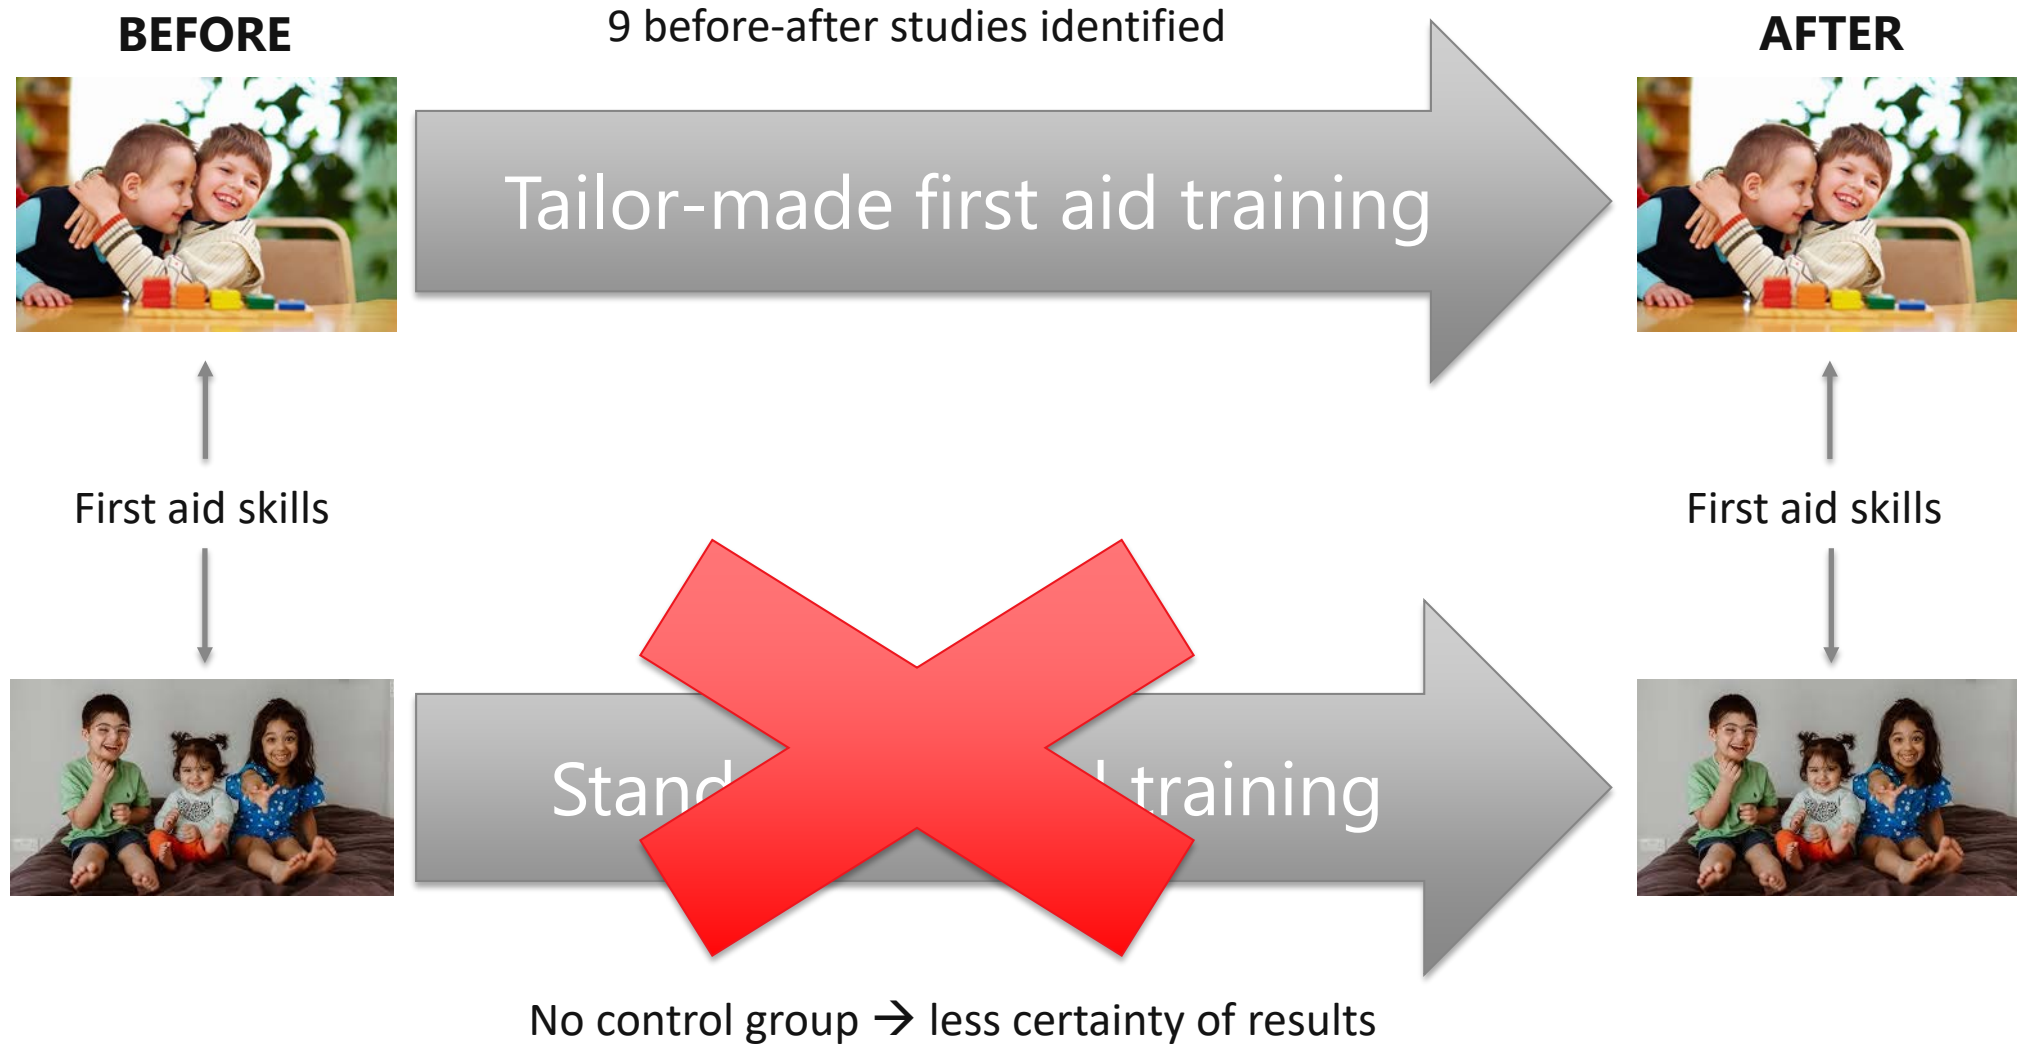 BEFORE
9 before-after studies identified
AFTER
Tailor-made first aid training
First aid skills
First aid skills
training
No control group → less certainty of results